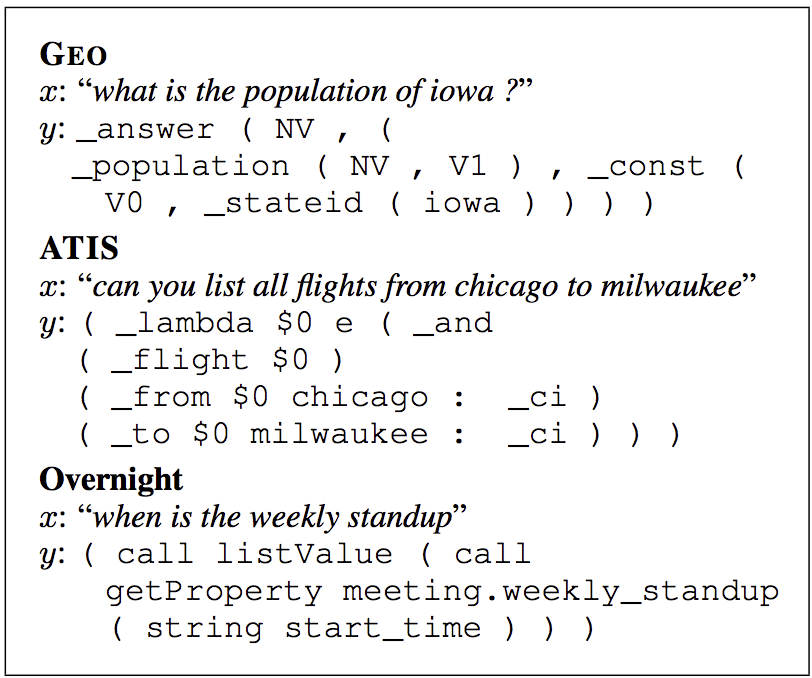 GEO
x: “what is the population of iowa ?”
y: _answer ( NV , (
_population ( NV , V1 ) , _const (
V0 , _stateid ( iowa ) ) ) )
ATIS
x: “can you list all flights from chicago to milwaukee”
y: ( _lambda $0 e ( _and
( _flight $0 )
( _from $0 chicago : _ci )
( _to $0 milwaukee : _ci ) ) )
Overnight
x: “when is the weekly standup”
y: ( call listValue ( call
getProperty meeting.weekly_standup
( string start_time ) ) )